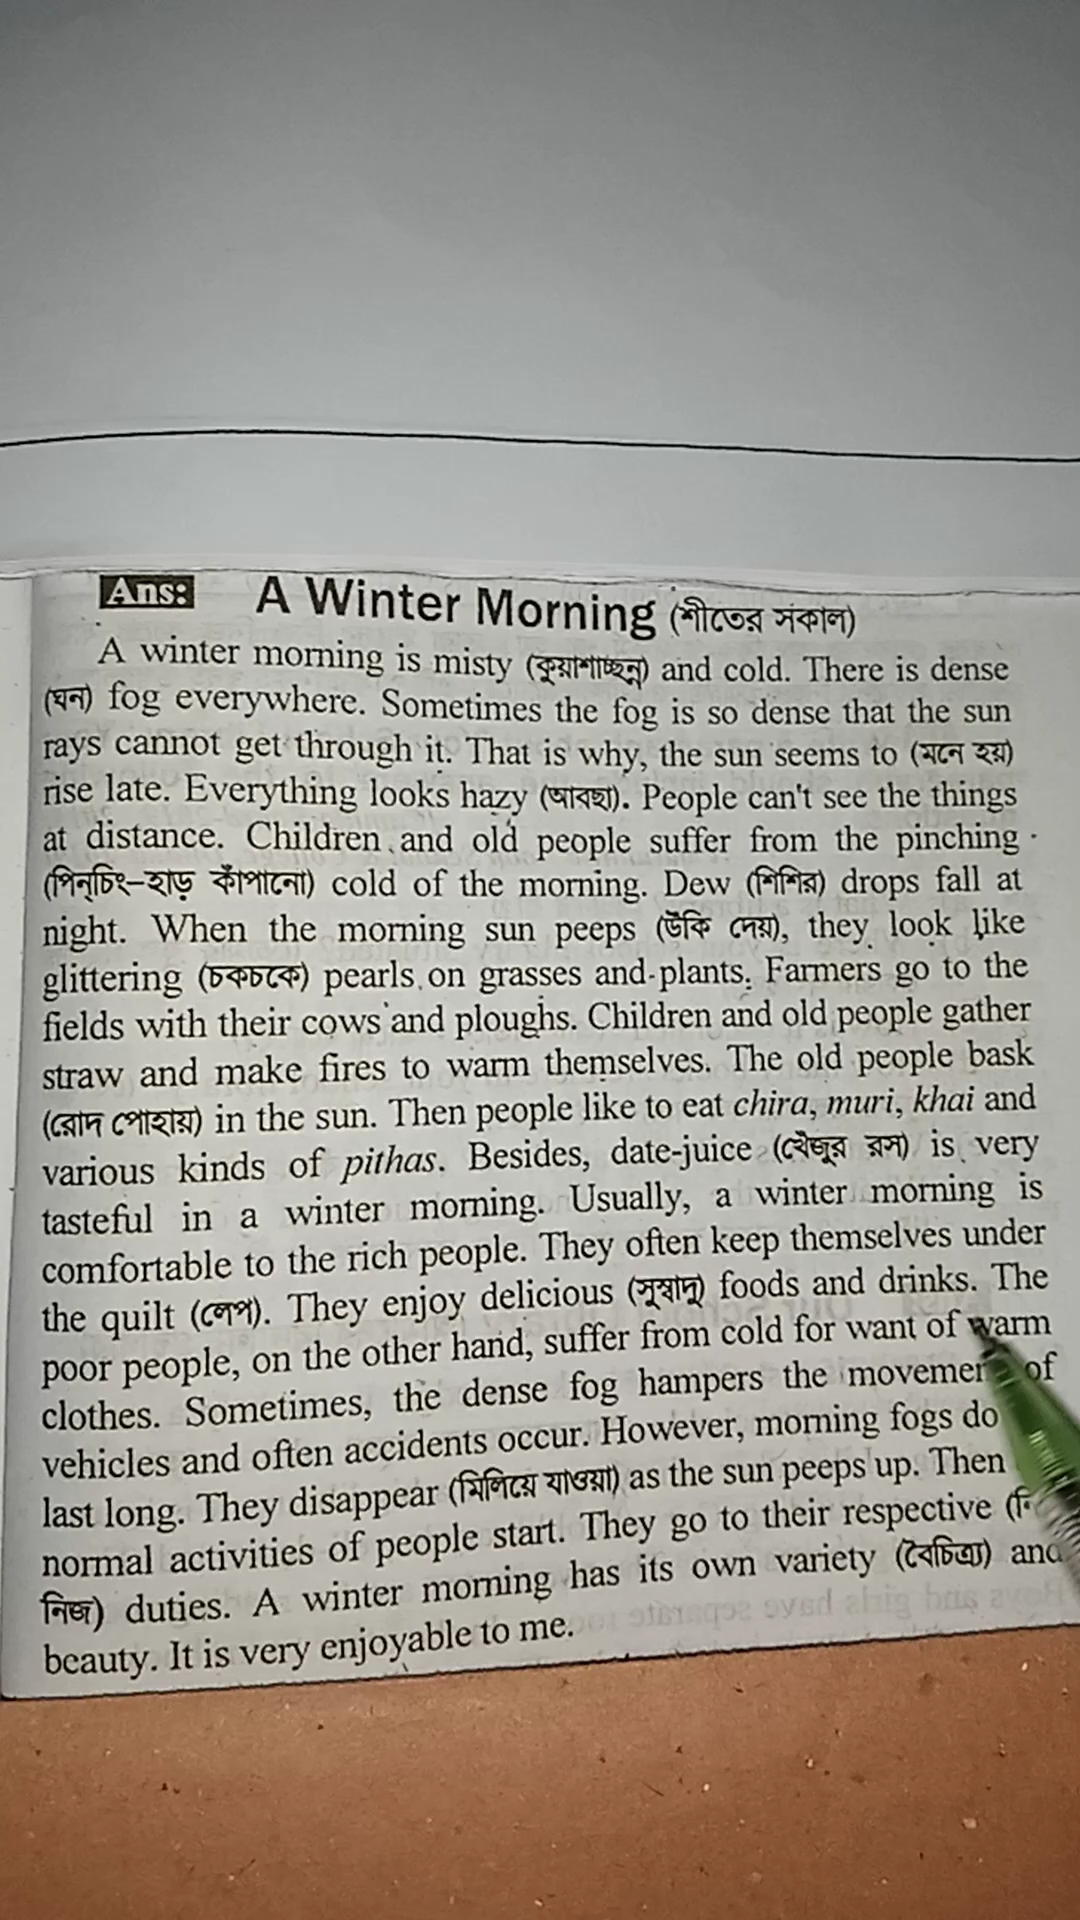 Ans: A Winter Morning (শীতের সকাল)
A winter morning is misty (কুয়াশাচ্ছন্ন) and cold. There is dense
(ঘন) fog everywhere. Sometimes the fog is so dense that the sun
rays cannot get through it. That is why, the sun seems to (মনে হয়)
rise late. Everything looks hazy (আবছা). People can't see the things
at distance. Children and old people suffer from the pinching
(পিন্‌চিং–হাড় কাঁপানো) cold of the morning. Dew (শিশির) drops fall at
night. When the morning sun peeps (উঁকি দেয়), they look like
glittering (চকচকে) pearls on grasses and plants. Farmers go to the
fields with their cows and ploughs. Children and old people gather
straw and make fires to warm themselves. The old people bask
(রোদ পোহায়) in the sun. Then people like to eat chira, muri, khai and
various kinds of pithas. Besides, date-juice (খেঁজুর রস) is very
tasteful in a winter morning. Usually, a winter morning is
comfortable to the rich people. They often keep themselves under
the quilt (লেপ). They enjoy delicious (সুস্বাদু) foods and drinks. The
poor people, on the other hand, suffer from cold for want of warm
clothes. Sometimes, the dense fog hampers the of
vehicles and often accidents occur. However, morning fogs do
last long. They disappear (মিলিয়ে যাওয়া) as the sun peeps up. Then
normal activities of people start. They go to their respective
নিজ) duties. A winter morning has its own variety (বৈচিত্র্য) and
beauty. It is very enjoyable to me.